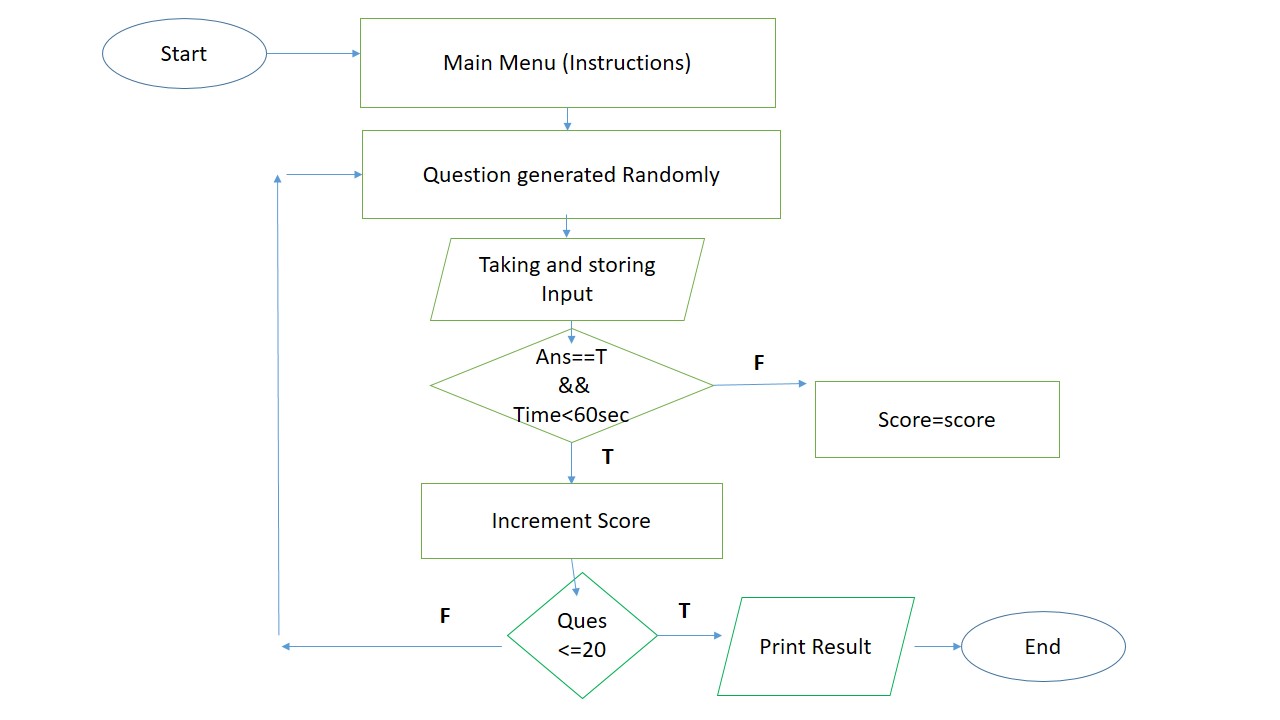 Start
Main Menu (Instructions)
Question generated Randomly
Taking and storing
Input
Ans==T
&&
Time<60sec
F
Score=score
T
Increment Score
F
Ques
<=20
T
Print Result
End